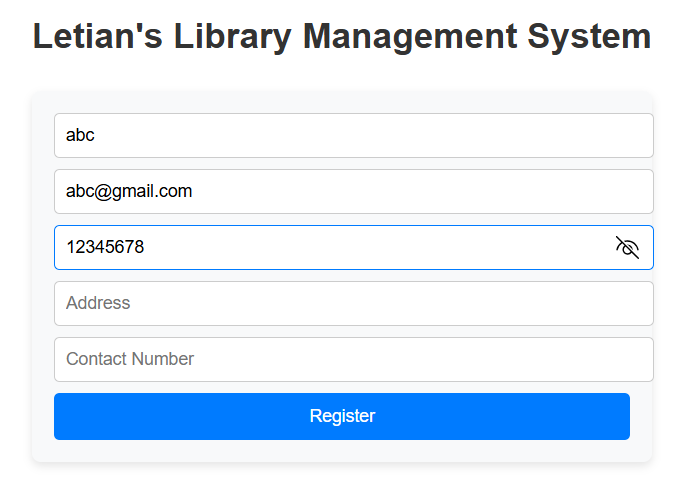 Letian's Library Management System
abc
abc@gmail.com
12345678
Address
Contact Number
Register